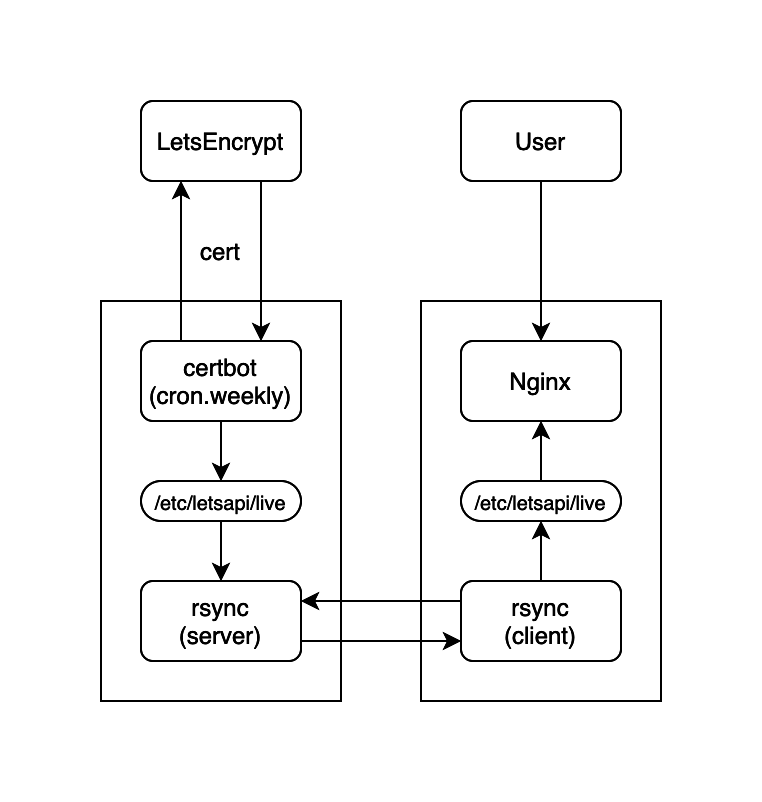 LetsEncrypt
User
cert
certbot
(cron.weekly)
Nginx
/etc/letsapi/live
/etc/letsapi/live
rsync
(server)
rsync
(client)